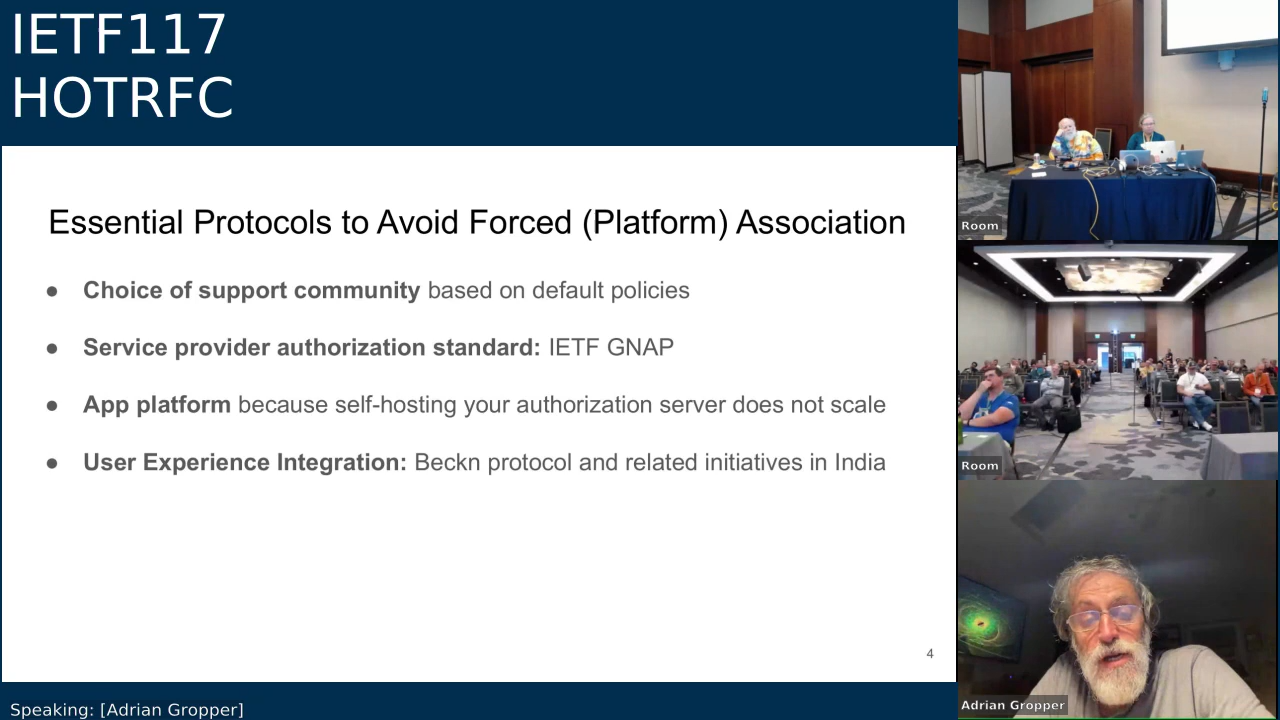 IETF117
HOTRFC
Essential Protocols to Avoid Forced (Platform) Association
● Choice of support community based on default policies
● Service provider authorization standard: IETF GNAP
● App platform because self-hosting your authorization server does not scale
● User Experience Integration: Beckn protocol and related initiatives in India
4
Speaking: [Adrian Gropper]
Room
Room
Adrian Gropper